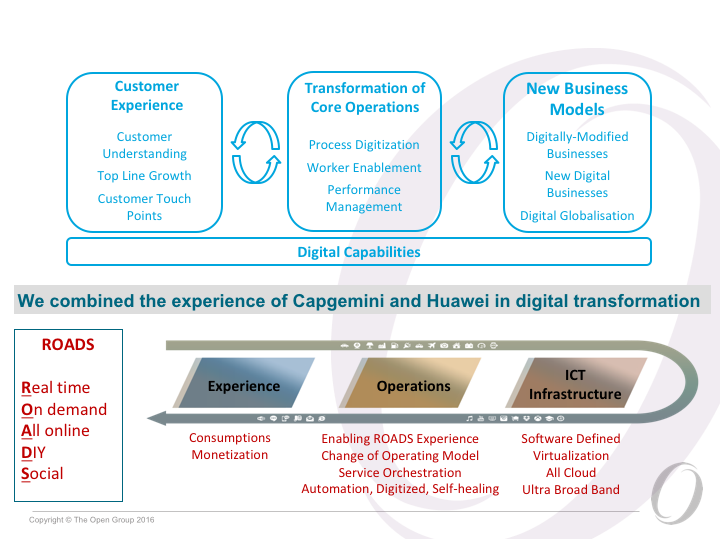 Customer
Experience
Customer
Understanding
Top Line Growth
Customer Touch
Points
Transformation of
Core Operations
Process Digitization
Worker Enablement
Performance
Management
New Business
Models
Digitally-Modified
Businesses
New Digital
Businesses
Digital Globalisation
Digital Capabilities
We combined the experience of Capgemini and Huawei in digital transformation
ROADS
Real time
On demand
All online
DIY
Social
Experience
Operations
ICT
Infrastructure
Consumptions
Monetization
Enabling ROADS Experience
Change of Operating Model
Service Orchestration
Automation, Digitized, Self-healing
Software Defined
Virtualization
All Cloud
Ultra Broad Band
Copyright © The Open Group 2016